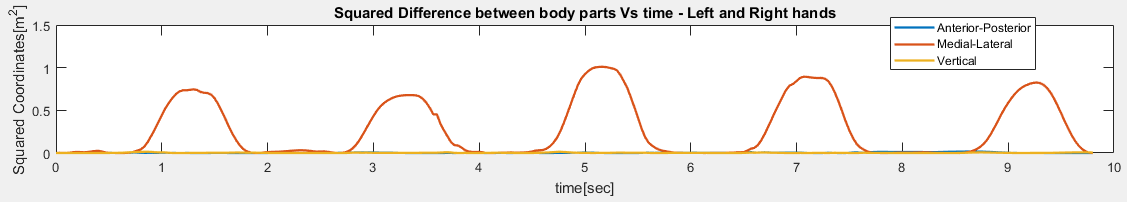 Squared Difference between body parts Vs time - Left and Right hands
Squared Coordinates[m²]
1.5
1
0.5
0
Anterior-Posterior
Medial-Lateral
Vertical
0 1 2 3 4 5 6 7 8 9 10
time[sec]